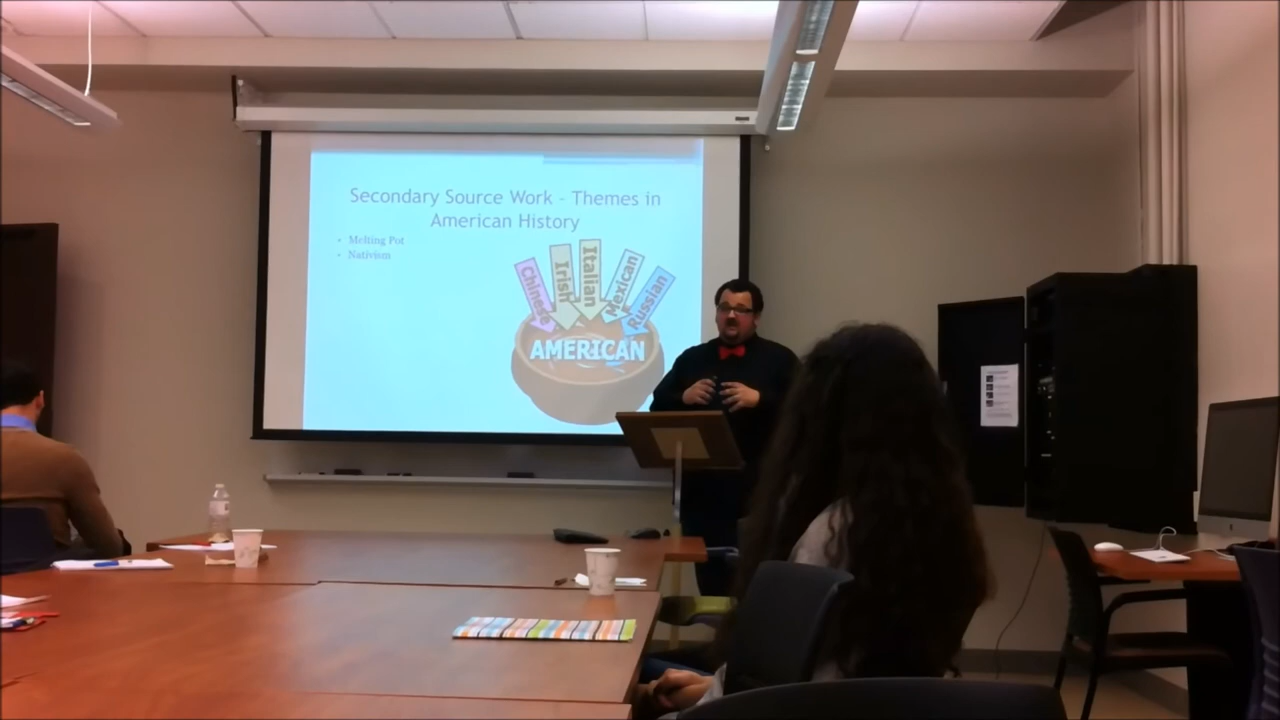 Secondary Source Work - Themes in
American History
Melting Pot
Nativism
Chinese
Irish
Italian
Mexican
Russian
AMERICAN